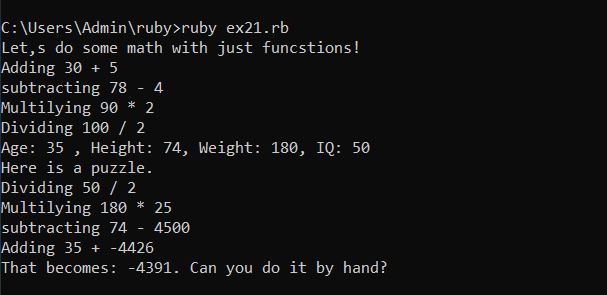 C:\Users\Admin\ruby>ruby ex21.rb
Let,s do some math with just funcstions!
Adding 30 + 5
subtracting 78 - 4
Multilying 90 * 2
Dividing 100 / 2
Age: 35 , Height: 74, Weight: 180, IQ: 50
Here is a puzzle.
Dividing 50 / 2
Multilying 180 * 25
subtracting 74 - 4500
Adding 35 + -4426
That becomes: -4391. Can you do it by hand?